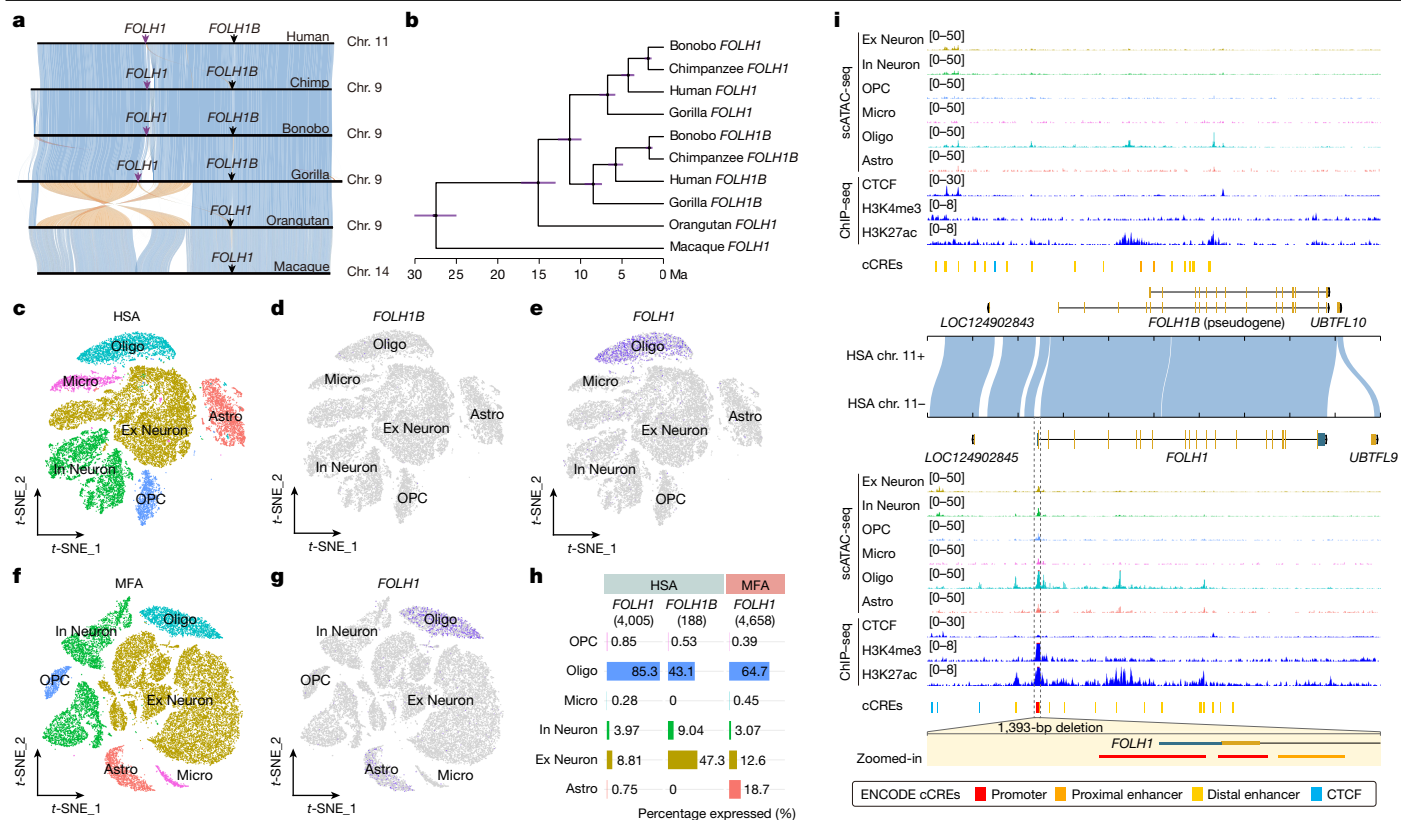 a
FOLH1 FOLH1B
Human Chr. 11
FOLH1 FOLH1B
Chimp Chr. 9
FOLH1 FOLH1B
Bonobo Chr. 9
FOLH1 FOLH1B
Gorilla Chr. 9
FOLH1
Orangutan Chr. 9
FOLH1
Macaque Chr. 14
b
Bonobo FOLH1
Chimpanzee FOLH1
Human FOLH1
Gorilla FOLH1
Bonobo FOLH1B
Chimpanzee FOLH1B
Human FOLH1B
Gorilla FOLH1B
Orangutan FOLH1
Macaque FOLH1
30 25 20 15 10 5 0 Ma
c
HSA
Oligo
Micro
Astro
Ex Neuron
In Neuron
OPC
t-SNE_2
t-SNE_1
d
FOLH1B
Oligo
Micro
Astro
Ex Neuron
In Neuron
OPC
t-SNE_2
t-SNE_1
e
FOLH1
Oligo
Micro
Astro
Ex Neuron
In Neuron
OPC
t-SNE_2
t-SNE_1
f
MFA
In Neuron
Oligo
OPC
Ex Neuron
Astro
Micro
t-SNE_2
t-SNE_1
g
FOLH1
In Neuron
Oligo
OPC
Ex Neuron
Astro
Micro
t-SNE_2
t-SNE_1
h
HSA MFA
FOLH1 FOLH1B FOLH1
(4,005) (188) (4,658)
OPC 0.85 0.53 0.39
Oligo 85.3 43.1 64.7
Micro 0.28 0 0.45
In Neuron 3.97 9.04 3.07
Ex Neuron 8.81 47.3 12.6
Astro 0.75 0 18.7
Percentage expressed (%)
i
scATAC-seq
Ex Neuron [0–50]
In Neuron [0–50]
OPC [0–50]
Micro [0–50]
Oligo [0–50]
Astro [0–50]
ChIP–seq
CTCF [0–30]
H3K4me3 [0–8]
H3K27ac [0–8]
cCREs
LOC124902843 FOLH1B (pseudogene) UBTFL10
HSA chr. 11+
HSA chr. 11–
LOC124902845 FOLH1 UBTFL9
scATAC-seq
Ex Neuron [0–50]
In Neuron [0–50]
OPC [0–50]
Micro [0–50]
Oligo [0–50]
Astro [0–50]
ChIP–seq
CTCF [0–30]
H3K4me3 [0–8]
H3K27ac [0–8]
cCREs
1,393-bp deletion
FOLH1
Zoomed-in
ENCODE cCREs Promoter Proximal enhancer Distal enhancer CTCF